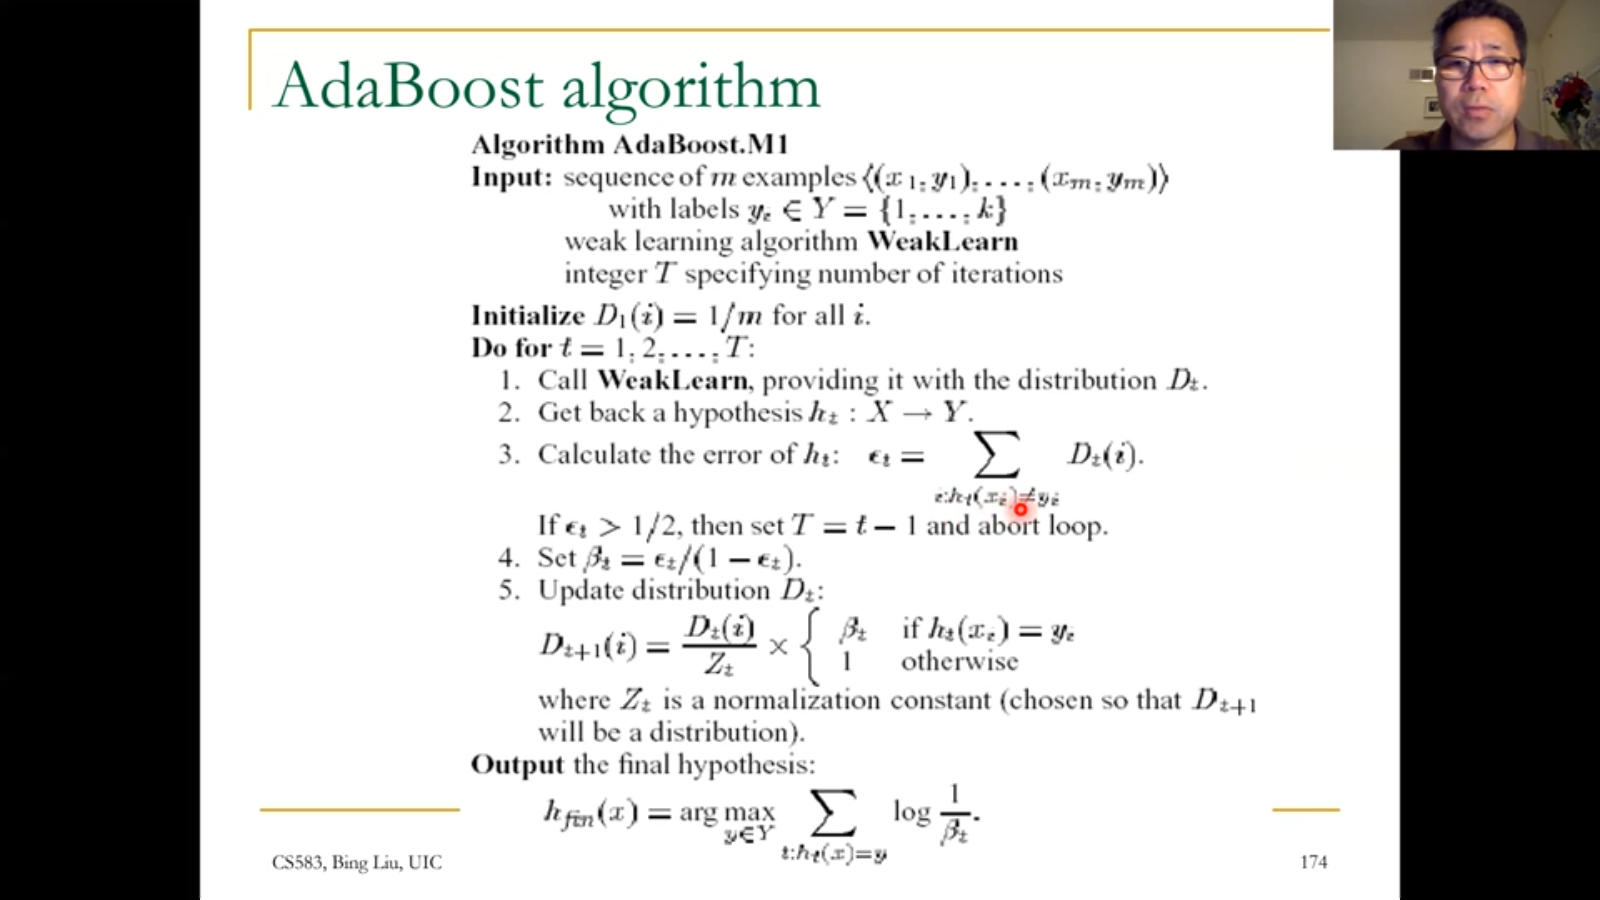 AdaBoost algorithm
Algorithm AdaBoost.M1
Input: sequence of m examples ⟨(x₁, y₁), . . . , (xₘ, yₘ)⟩
with labels yᵢ ∈ Y = {1, . . . , k}
weak learning algorithm WeakLearn
integer T specifying number of iterations
Initialize D₁(i) = 1/m for all i.
Do for t = 1, 2, . . . , T:
1. Call WeakLearn, providing it with the distribution Dₜ.
2. Get back a hypothesis hₜ : X → Y.
3. Calculate the error of hₜ: ϵₜ = ∑_{i:hₜ(xᵢ)≠yᵢ} Dₜ(i).
If ϵₜ > 1/2, then set T = t − 1 and abort loop.
4. Set βₜ = ϵₜ/(1 − ϵₜ).
5. Update distribution Dₜ:
Dₜ₊₁(i) = Dₜ(i)/Zₜ × { βₜ if hₜ(xᵢ) = yᵢ
1 otherwise
where Zₜ is a normalization constant (chosen so that Dₜ₊₁
will be a distribution).
Output the final hypothesis:
h_fin(x) = arg max_{y∈Y} ∑_{t:hₜ(x)=y} log 1/βₜ.
CS583, Bing Liu, UIC
174